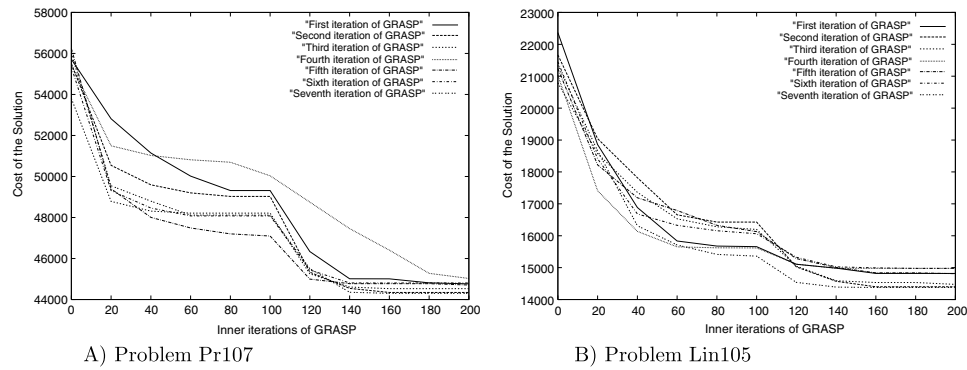 58000
56000
54000
52000
50000
48000
46000
44000
Cost of the Solution
"First iteration of GRASP"
"Second iteration of GRASP"
"Third iteration of GRASP"
"Fourth iteration of GRASP"
"Fifth iteration of GRASP"
"Sixth iteration of GRASP"
"Seventh iteration of GRASP"
0 20 40 60 80 100 120 140 160 180 200
Inner iterations of GRASP
A) Problem Pr107
23000
22000
21000
20000
19000
18000
17000
16000
15000
14000
Cost of the Solution
"First iteration of GRASP"
"Second iteration of GRASP"
"Third iteration of GRASP"
"Fourth iteration of GRASP"
"Fifth iteration of GRASP"
"Sixth iteration of GRASP"
"Seventh iteration of GRASP"
0 20 40 60 80 100 120 140 160 180 200
Inner iterations of GRASP
B) Problem Lin105